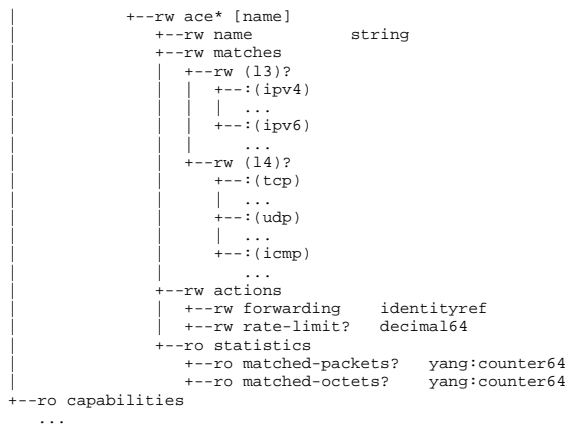 |             +--rw ace* [name]
|                +--rw name            string
|                +--rw matches
|                |  +--rw (l3)?
|                |  |  +--:(ipv4)
|                |  |  |  ...
|                |  |  +--:(ipv6)
|                |  |     ...
|                |  +--rw (l4)?
|                |     +--:(tcp)
|                |     |  ...
|                |     +--:(udp)
|                |     |  ...
|                |     +--:(icmp)
|                |        ...
|                +--rw actions
|                |  +--rw forwarding    identityref
|                |  +--rw rate-limit?   decimal64
|                +--ro statistics
|                   +--ro matched-packets?   yang:counter64
|                   +--ro matched-octets?    yang:counter64
+--ro capabilities
   ...